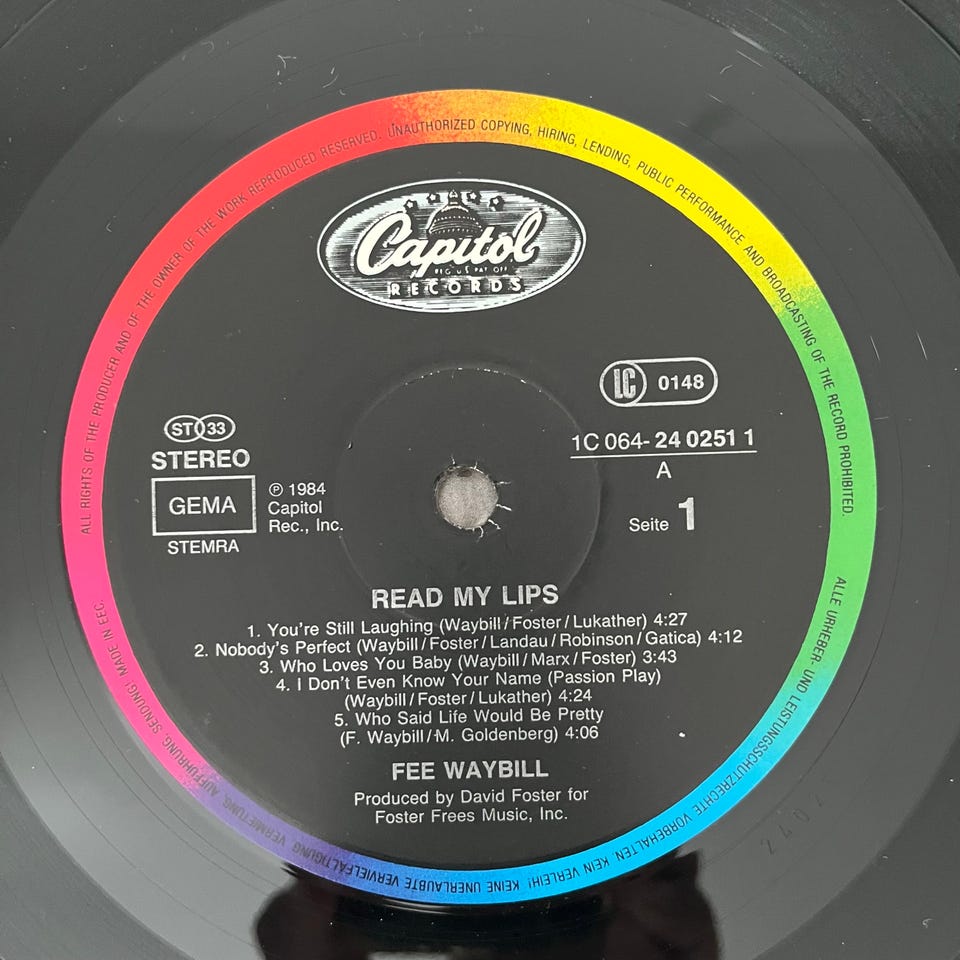 ALL RIGHTS OF THE PRODUCER AND OF THE OWNER OF THE WORK REPRODUCED RESERVED. UNAUTHORIZED COPYING, HIRING, LENDING, PUBLIC PERFORMANCE AND BROADCASTING OF THE RECORD PROHIBITED.
Capitol
REG. U.S. PAT. OFF.
RECORDS
LC 0148
1C 064-24 0251 1
A
Seite 1
ST 33
STEREO
GEMA
STEMRA
℗ 1984
Capitol
Rec., Inc.
READ MY LIPS
1. You're Still Laughing (Waybill/Foster/Lukather) 4:27
2. Nobody's Perfect (Waybill/Foster/Landau/Robinson/Gatica) 4:12
3. Who Loves You Baby (Waybill/Marx/Foster) 3:43
4. I Don't Even Know Your Name (Passion Play)
(Waybill/Foster/Lukather) 4:24
5. Who Said Life Would Be Pretty
(F. Waybill/M. Goldenberg) 4:06
FEE WAYBILL
Produced by David Foster for
Foster Frees Music, Inc.
ALLE URHEBER- UND LEISTUNGSSCHUTZRECHTE VORBEHALTEN. KEIN VERLEIH! KEINE UNERLAUBTE VERVIELFÄLTIGUNG, VERMIETUNG, AUFFÜHRUNG, SENDUNG! MADE IN EEC.